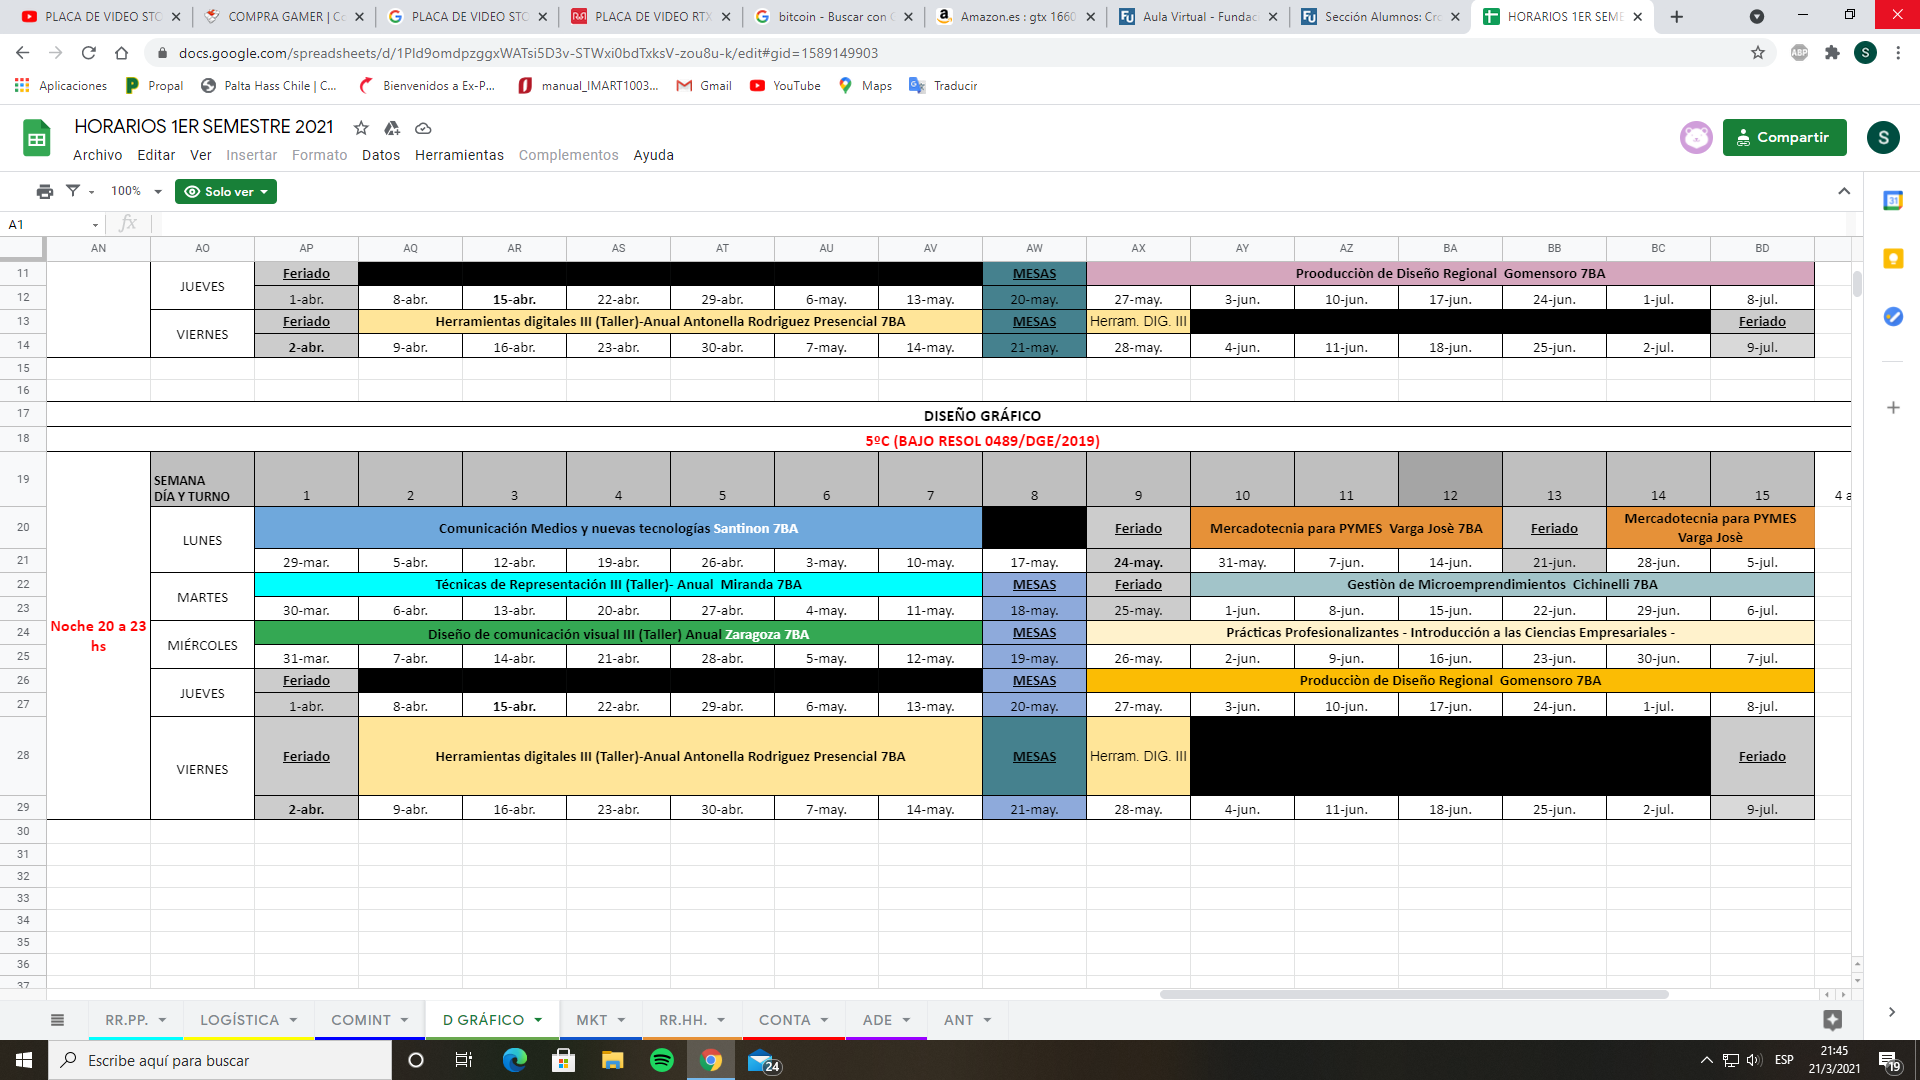 PLACA DE VIDEO STO
COMPRA GAMER | Co
PLACA DE VIDEO STO
PLACA DE VIDEO RTX
bitcoin - Buscar con G
Amazon.es : gtx 1660
Aula Virtual - Fundac
Sección Alumnos: Cro
HORARIOS 1ER SEME
docs.google.com/spreadsheets/d/1PId9omdpzggxWATsi5D3v-STWxi0bdTxksV-zou8u-k/edit#gid=1589149903
ABP
S
Aplicaciones
Propal
Palta Hass Chile | C...
Bienvenidos a Ex-P...
manual_IMART1003...
Gmail
YouTube
Maps
Traducir
HORARIOS 1ER SEMESTRE 2021
Archivo Editar Ver Insertar Formato Datos Herramientas Complementos Ayuda
Compartir
S
100%
Solo ver
31
A1
fx
AN AO AP AQ AR AS AT AU AV AW AX AY AZ BA BB BC BD
11 JUEVES Feriado MESAS Prooducciòn de Diseño Regional Gomensoro 7BA
12 1-abr. 8-abr. 15-abr. 22-abr. 29-abr. 6-may. 13-may. 20-may. 27-may. 3-jun. 10-jun. 17-jun. 24-jun. 1-jul. 8-jul.
13 VIERNES Feriado Herramientas digitales III (Taller)-Anual Antonella Rodriguez Presencial 7BA MESAS Herram. DIG. III Feriado
14 2-abr. 9-abr. 16-abr. 23-abr. 30-abr. 7-may. 14-may. 21-may. 28-may. 4-jun. 11-jun. 18-jun. 25-jun. 2-jul. 9-jul.
15
16
17 DISEÑO GRÁFICO
18 5ºC (BAJO RESOL 0489/DGE/2019)
19 SEMANA
DÍA Y TURNO 1 2 3 4 5 6 7 8 9 10 11 12 13 14 15 4 a
20 LUNES Comunicación Medios y nuevas tecnologías Santinon 7BA Feriado Mercadotecnia para PYMES Varga Josè 7BA Feriado Mercadotecnia para PYMES
Varga Josè
21 29-mar. 5-abr. 12-abr. 19-abr. 26-abr. 3-may. 10-may. 17-may. 24-may. 31-may. 7-jun. 14-jun. 21-jun. 28-jun. 5-jul.
22 MARTES Técnicas de Representación III (Taller)- Anual Miranda 7BA MESAS Feriado Gestiòn de Microemprendimientos Cichinelli 7BA
23 30-mar. 6-abr. 13-abr. 20-abr. 27-abr. 4-may. 11-may. 18-may. 25-may. 1-jun. 8-jun. 15-jun. 22-jun. 29-jun. 6-jul.
Noche 20 a 23
hs
24 MIÉRCOLES Diseño de comunicación visual III (Taller) Anual Zaragoza 7BA MESAS Prácticas Profesionalizantes - Introducción a las Ciencias Empresariales -
25 31-mar. 7-abr. 14-abr. 21-abr. 28-abr. 5-may. 12-may. 19-may. 26-may. 2-jun. 9-jun. 16-jun. 23-jun. 30-jun. 7-jul.
26 JUEVES Feriado MESAS Producciòn de Diseño Regional Gomensoro 7BA
27 1-abr. 8-abr. 15-abr. 22-abr. 29-abr. 6-may. 13-may. 20-may. 27-may. 3-jun. 10-jun. 17-jun. 24-jun. 1-jul. 8-jul.
28 VIERNES Feriado Herramientas digitales III (Taller)-Anual Antonella Rodriguez Presencial 7BA MESAS Herram. DIG. III Feriado
29 2-abr. 9-abr. 16-abr. 23-abr. 30-abr. 7-may. 14-may. 21-may. 28-may. 4-jun. 11-jun. 18-jun. 25-jun. 2-jul. 9-jul.
30
31
32
33
34
35
36
37
RR.PP. LOGÍSTICA COMINT D GRÁFICO MKT RR.HH. CONTA ADE ANT
Escribe aquí para buscar
24
ESP
21:45
21/3/2021
19